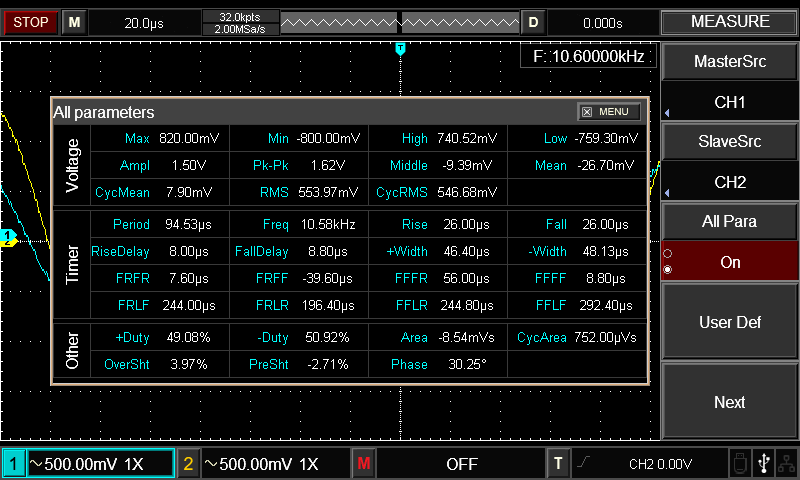 STOP M 20.0µs 32.0kpts 2.00MSa/s D 0.000s MEASURE
T
F: 10.60000kHz
MasterSrc
CH1
SlaveSrc
CH2
All Para
On
User Def
Next
All parameters MENU
Voltage
Max 820.00mV Min -800.00mV High 740.52mV Low -759.30mV
Ampl 1.50V Pk-Pk 1.62V Middle -9.39mV Mean -26.70mV
CycMean 7.90mV RMS 553.97mV CycRMS 546.68mV
Timer
Period 94.53µs Freq 10.58kHz Rise 26.00µs Fall 26.00µs
RiseDelay 8.00µs FallDelay 8.80µs +Width 46.40µs -Width 48.13µs
FRFR 7.60µs FRFF -39.60µs FFFR 56.00µs FFFF 8.80µs
FRLF 244.00µs FRLR 196.40µs FFLR 244.80µs FFLF 292.40µs
Other
+Duty 49.08% -Duty 50.92% Area -8.54mVs CycArea 752.00µVs
OverSht 3.97% PreSht -2.71% Phase 30.25°
1
2
1 ~500.00mV 1X 2 ~500.00mV 1X M OFF T CH2 0.00V